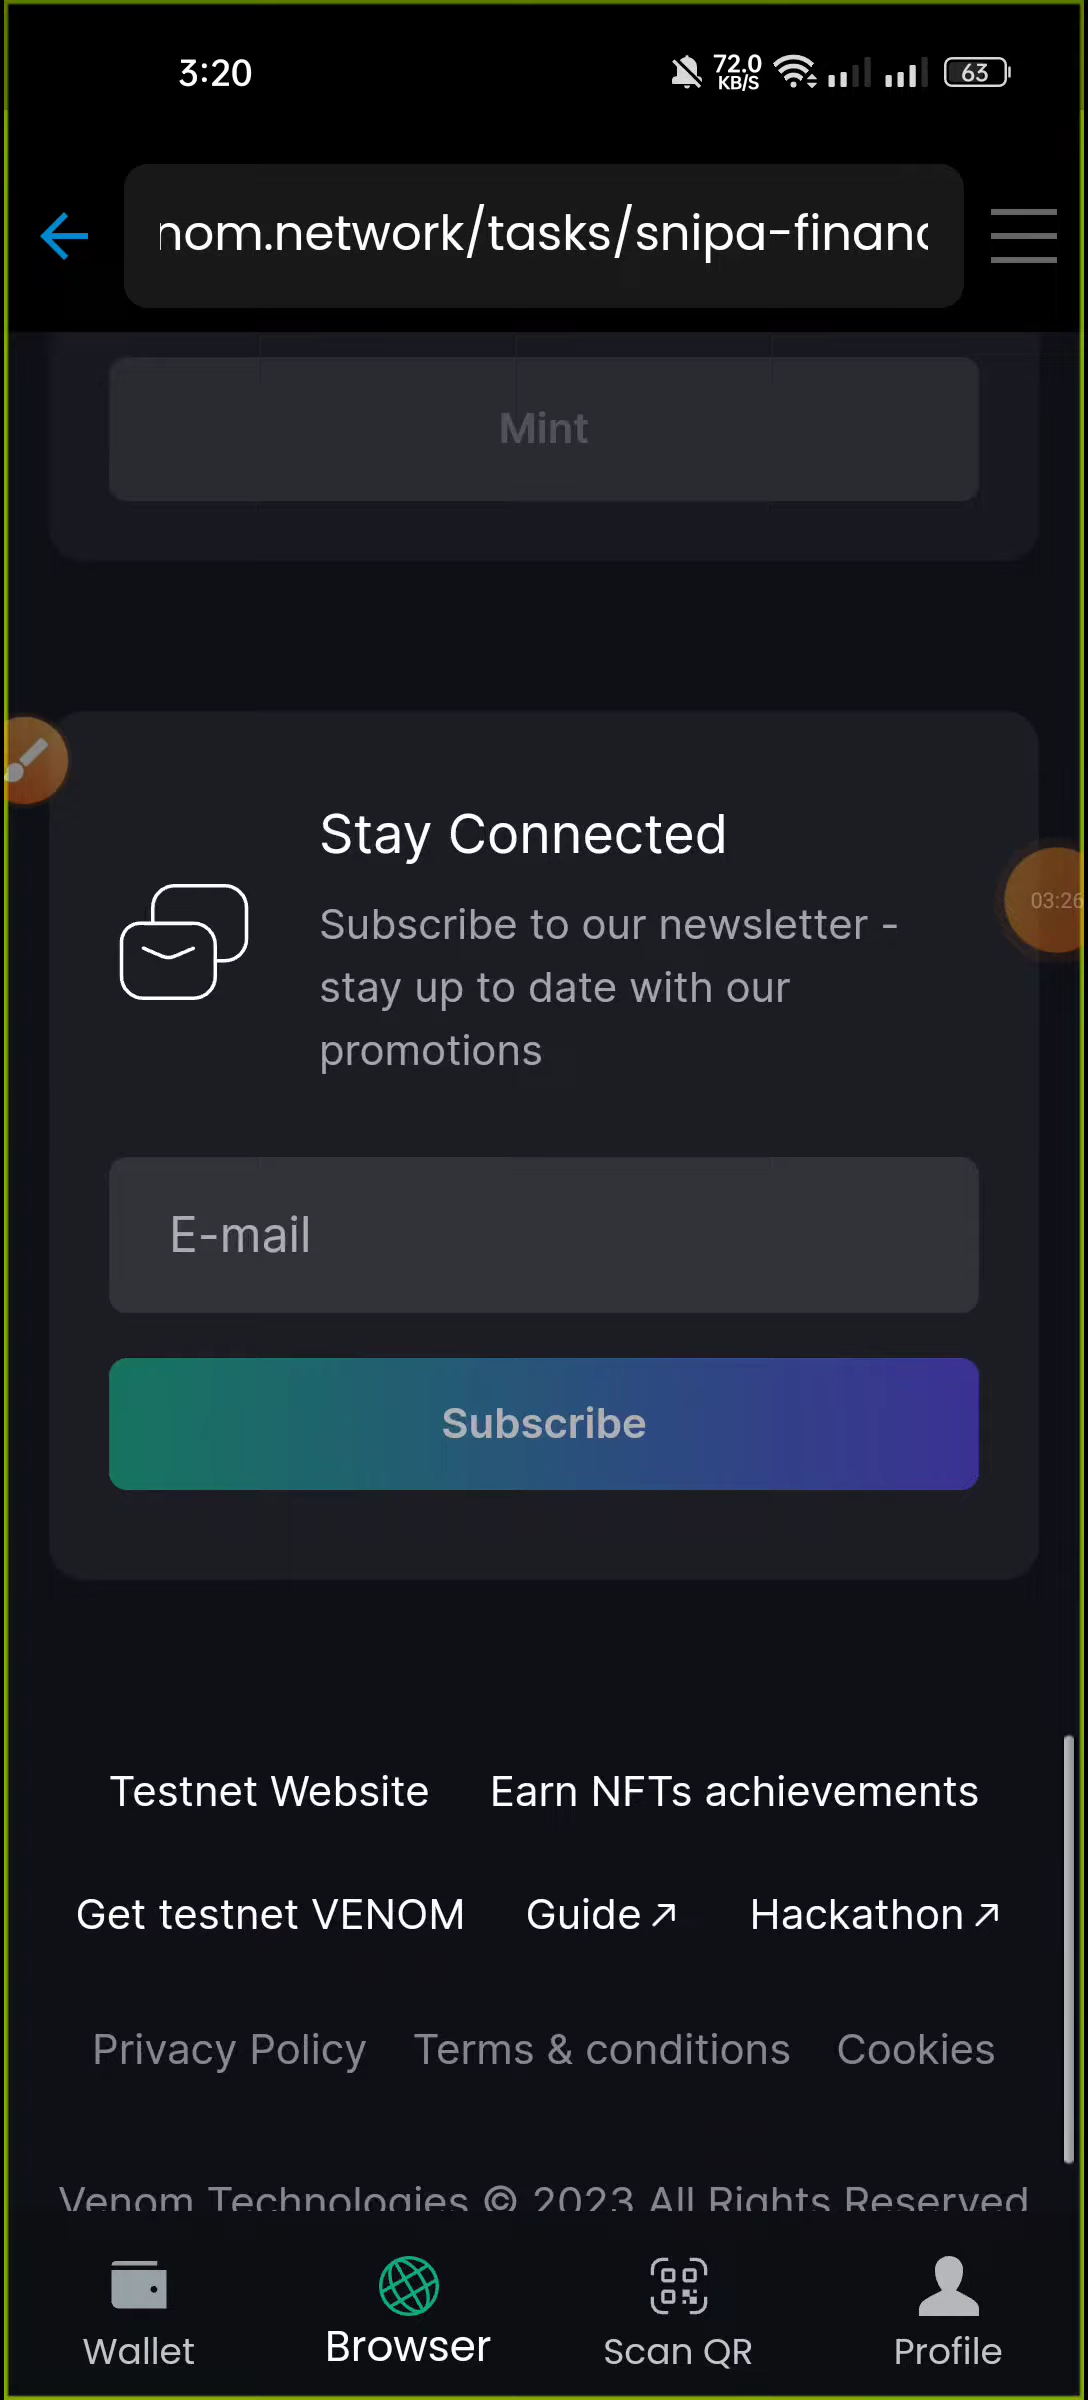 3:20
72.0
KB/S
63
nom.network/tasks/snipa-financ
Mint
Stay Connected
Subscribe to our newsletter -
stay up to date with our
promotions
03:26
E-mail
Subscribe
Testnet Website Earn NFTs achievements
Get testnet VENOM Guide ↗ Hackathon ↗
Privacy Policy Terms & conditions Cookies
Venom Technologies © 2023 All Rights Reserved
Wallet Browser Scan QR Profile